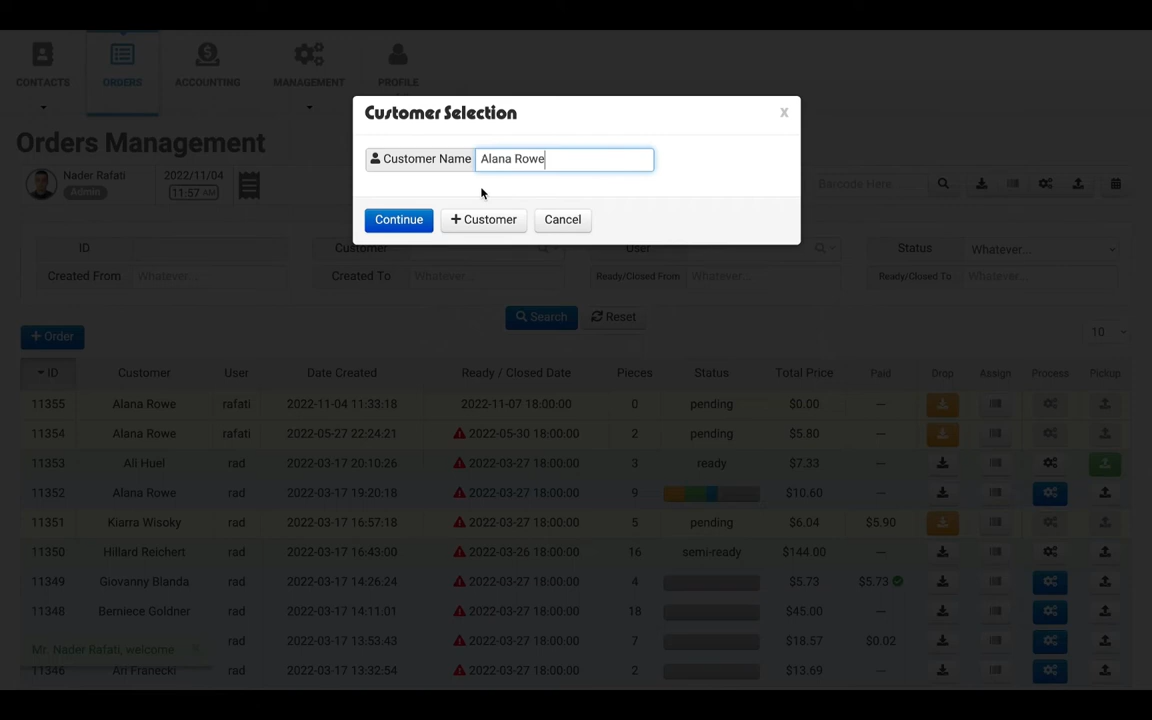 CONTACTS ORDERS ACCOUNTING MANAGEMENT PROFILE
Customer Selection x
Customer Name Alana Rowe
Continue + Customer Cancel
Orders Management
Nader Rafati 2022/11/04
Admin 11:57 AM
Barcode Here
ID Customer User Status Whatever...
Created From Whatever... Created To Whatever... Ready/Closed From Whatever... Ready/Closed To Whatever...
Search Reset
+ Order 10
ID Customer User Date Created Ready / Closed Date Pieces Status Total Price Paid Drop Assign Process Pickup
11355 Alana Rowe rafati 2022-11-04 11:33:18 2022-11-07 18:00:00 0 pending $0.00 —
11354 Alana Rowe rafati 2022-05-27 22:24:21 2022-05-30 18:00:00 2 pending $5.80 —
11353 Ali Huel rad 2022-03-17 20:10:26 2022-03-27 18:00:00 3 ready $7.33 —
11352 Alana Rowe rad 2022-03-17 19:20:18 2022-03-27 18:00:00 9 $10.60 —
11351 Kiarra Wisoky rad 2022-03-17 16:57:18 2022-03-27 18:00:00 5 pending $6.04 $5.90
11350 Hillard Reichert rad 2022-03-17 16:43:00 2022-03-26 18:00:00 16 semi-ready $144.00 —
11349 Giovanny Blanda rad 2022-03-17 14:26:24 2022-03-27 18:00:00 4 $5.73 $5.73
11348 Berniece Goldner rad 2022-03-17 14:11:01 2022-03-27 18:00:00 18 $45.00 —
Mr. Nader Rafati, welcome x rad 2022-03-17 13:53:43 2022-03-27 18:00:00 7 $18.57 $0.02
11346 Ari Franecki rad 2022-03-17 13:32:54 2022-03-27 18:00:00 2 $13.69 —